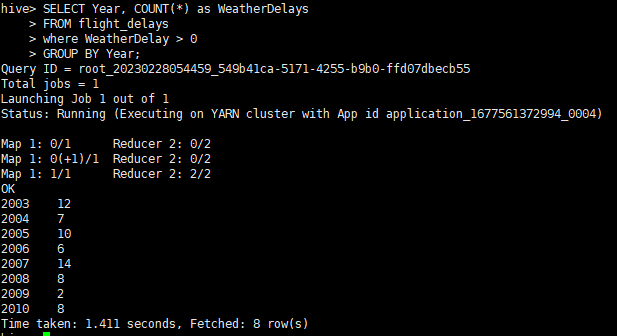 hive> SELECT Year, COUNT(*) as WeatherDelays
    > FROM flight_delays
    > where WeatherDelay > 0
    > GROUP BY Year;
Query ID = root_20230228054459_549b41ca-5171-4255-b9b0-ffd07dbecb55
Total jobs = 1
Launching Job 1 out of 1
Status: Running (Executing on YARN cluster with App id application_1677561372994_0004)
Map 1: 0/1      Reducer 2: 0/2
Map 1: 0(+1)/1  Reducer 2: 0/2
Map 1: 1/1      Reducer 2: 2/2
OK
2003    12
2004    7
2005    10
2006    6
2007    14
2008    8
2009    2
2010    8
Time taken: 1.411 seconds, Fetched: 8 row(s)